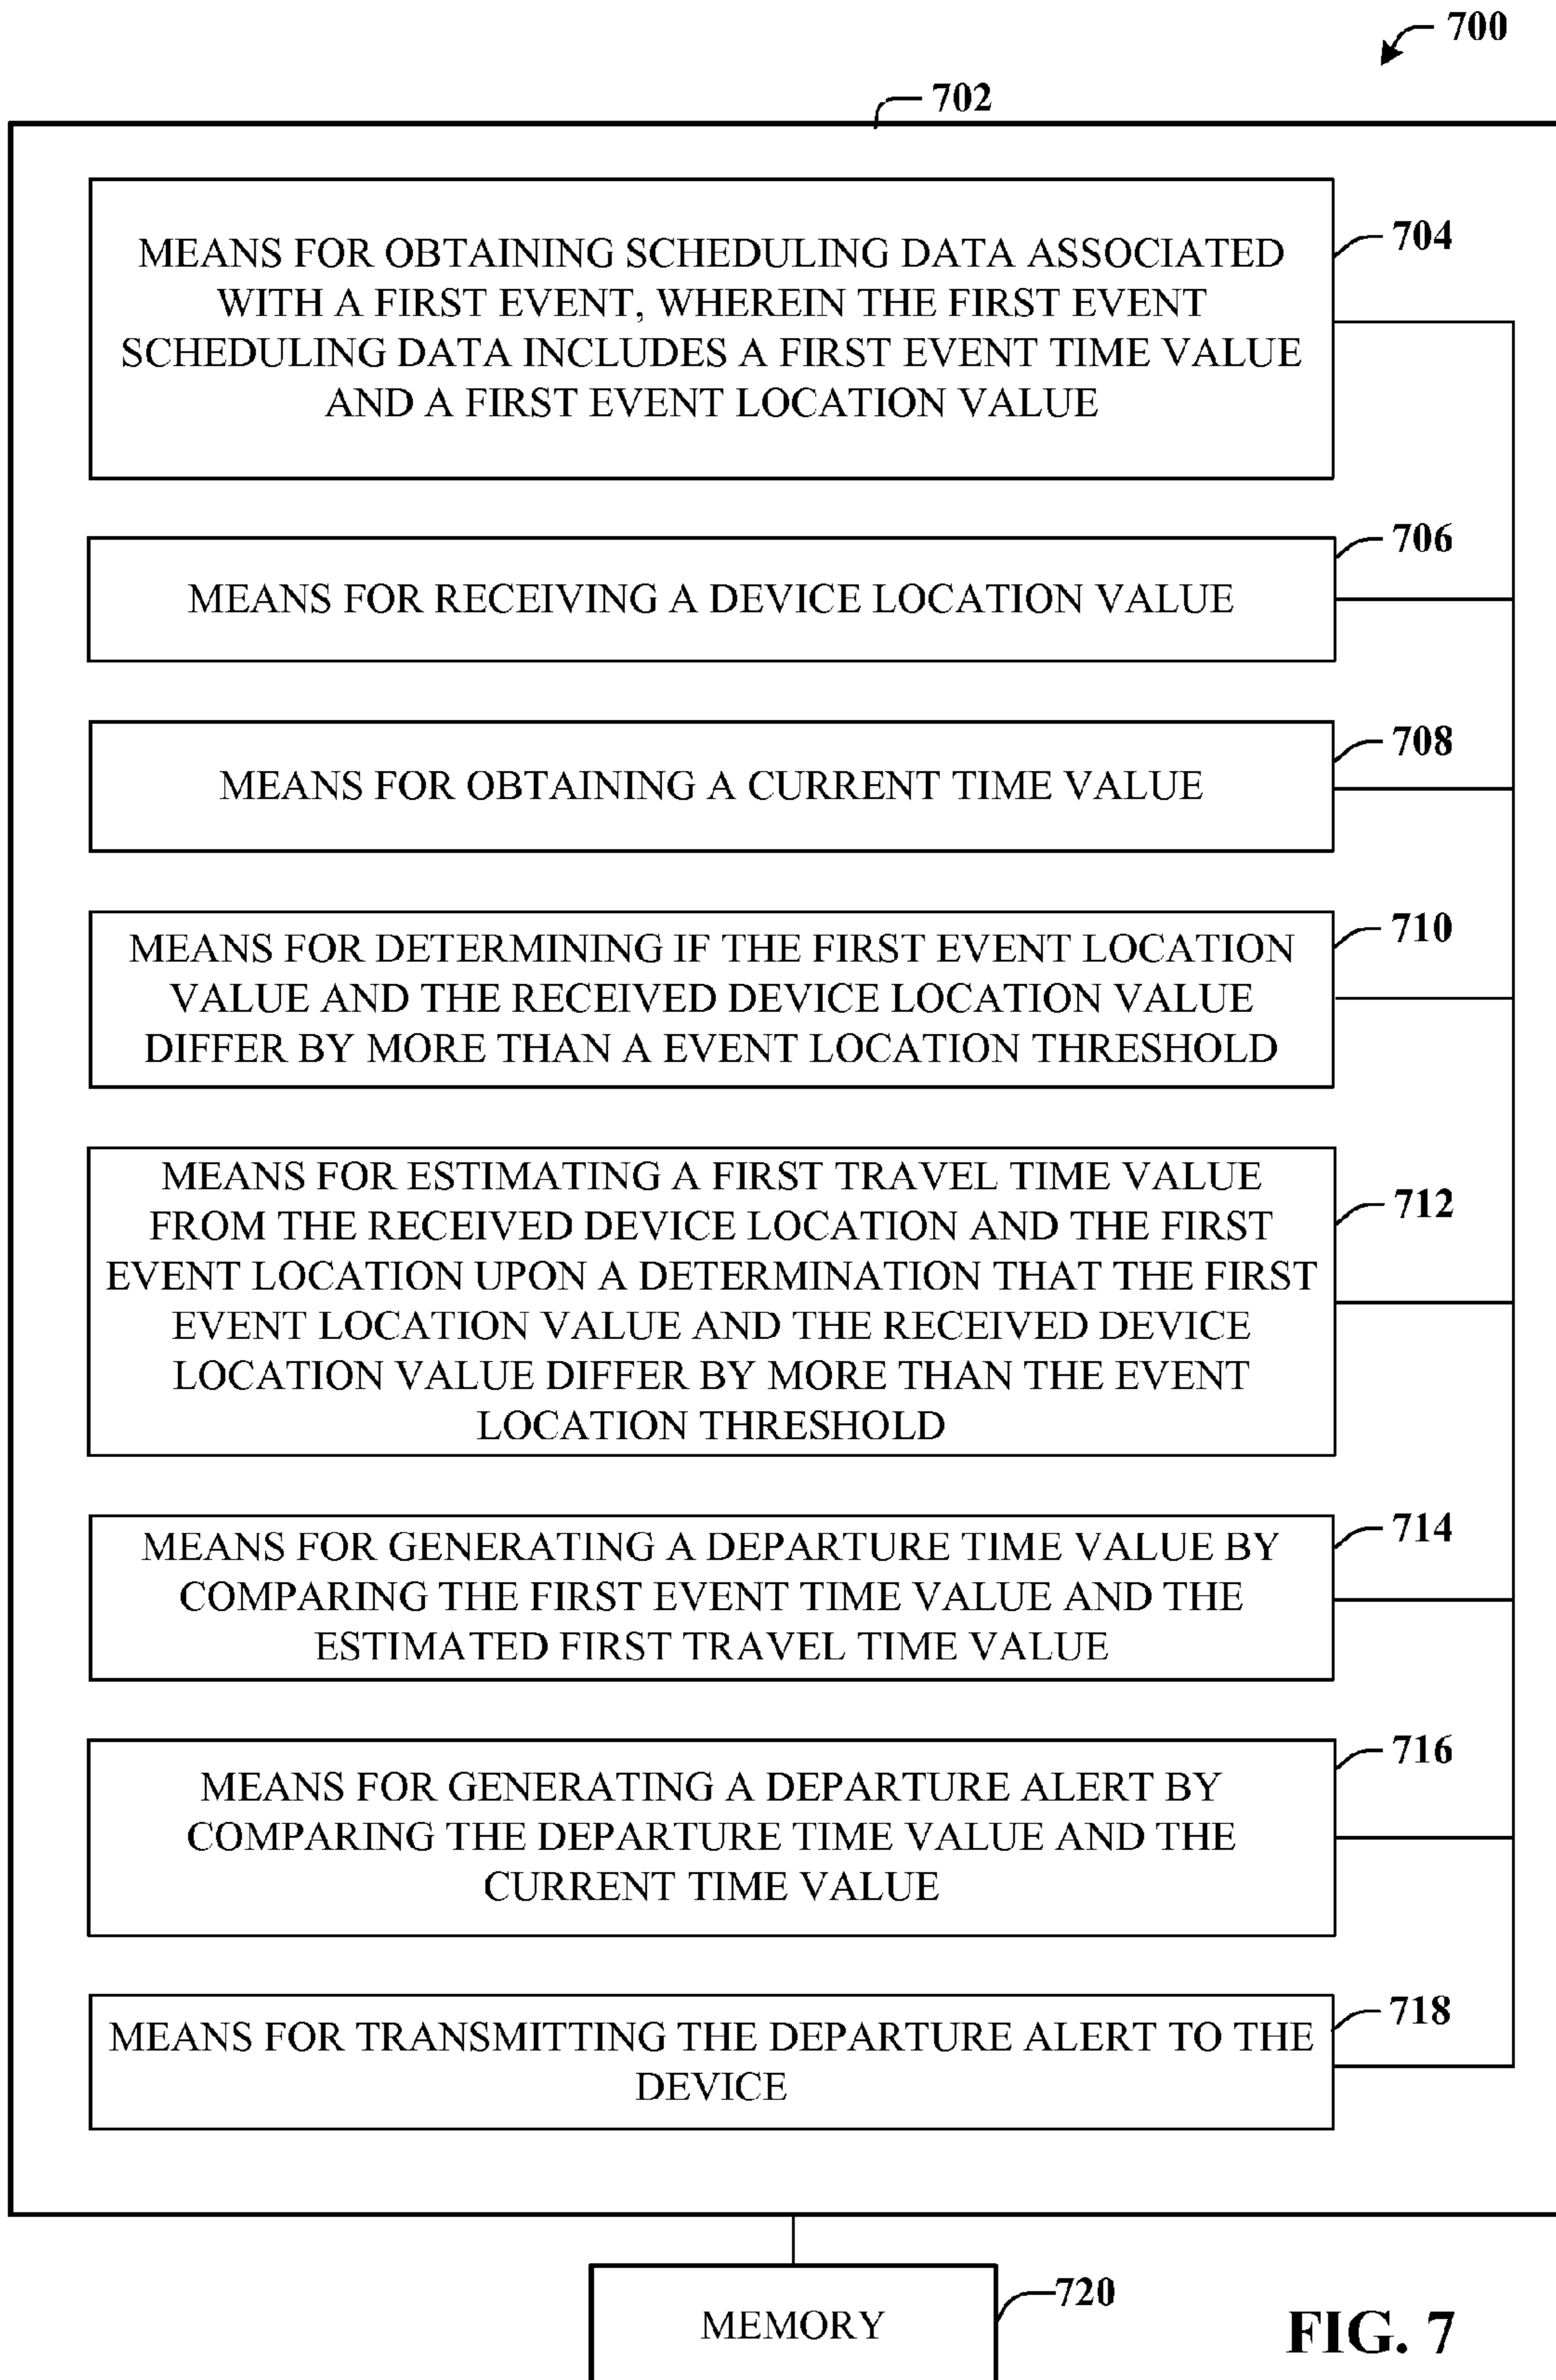 700
702
MEANS FOR OBTAINING SCHEDULING DATA ASSOCIATED
WITH A FIRST EVENT, WHEREIN THE FIRST EVENT
SCHEDULING DATA INCLUDES A FIRST EVENT TIME VALUE
AND A FIRST EVENT LOCATION VALUE
704
MEANS FOR RECEIVING A DEVICE LOCATION VALUE
706
MEANS FOR OBTAINING A CURRENT TIME VALUE
708
MEANS FOR DETERMINING IF THE FIRST EVENT LOCATION
VALUE AND THE RECEIVED DEVICE LOCATION VALUE
DIFFER BY MORE THAN A EVENT LOCATION THRESHOLD
710
MEANS FOR ESTIMATING A FIRST TRAVEL TIME VALUE
FROM THE RECEIVED DEVICE LOCATION AND THE FIRST
EVENT LOCATION UPON A DETERMINATION THAT THE FIRST
EVENT LOCATION VALUE AND THE RECEIVED DEVICE
LOCATION VALUE DIFFER BY MORE THAN THE EVENT
LOCATION THRESHOLD
712
MEANS FOR GENERATING A DEPARTURE TIME VALUE BY
COMPARING THE FIRST EVENT TIME VALUE AND THE
ESTIMATED FIRST TRAVEL TIME VALUE
714
MEANS FOR GENERATING A DEPARTURE ALERT BY
COMPARING THE DEPARTURE TIME VALUE AND THE
CURRENT TIME VALUE
716
MEANS FOR TRANSMITTING THE DEPARTURE ALERT TO THE
DEVICE
718
MEMORY
720
FIG. 7